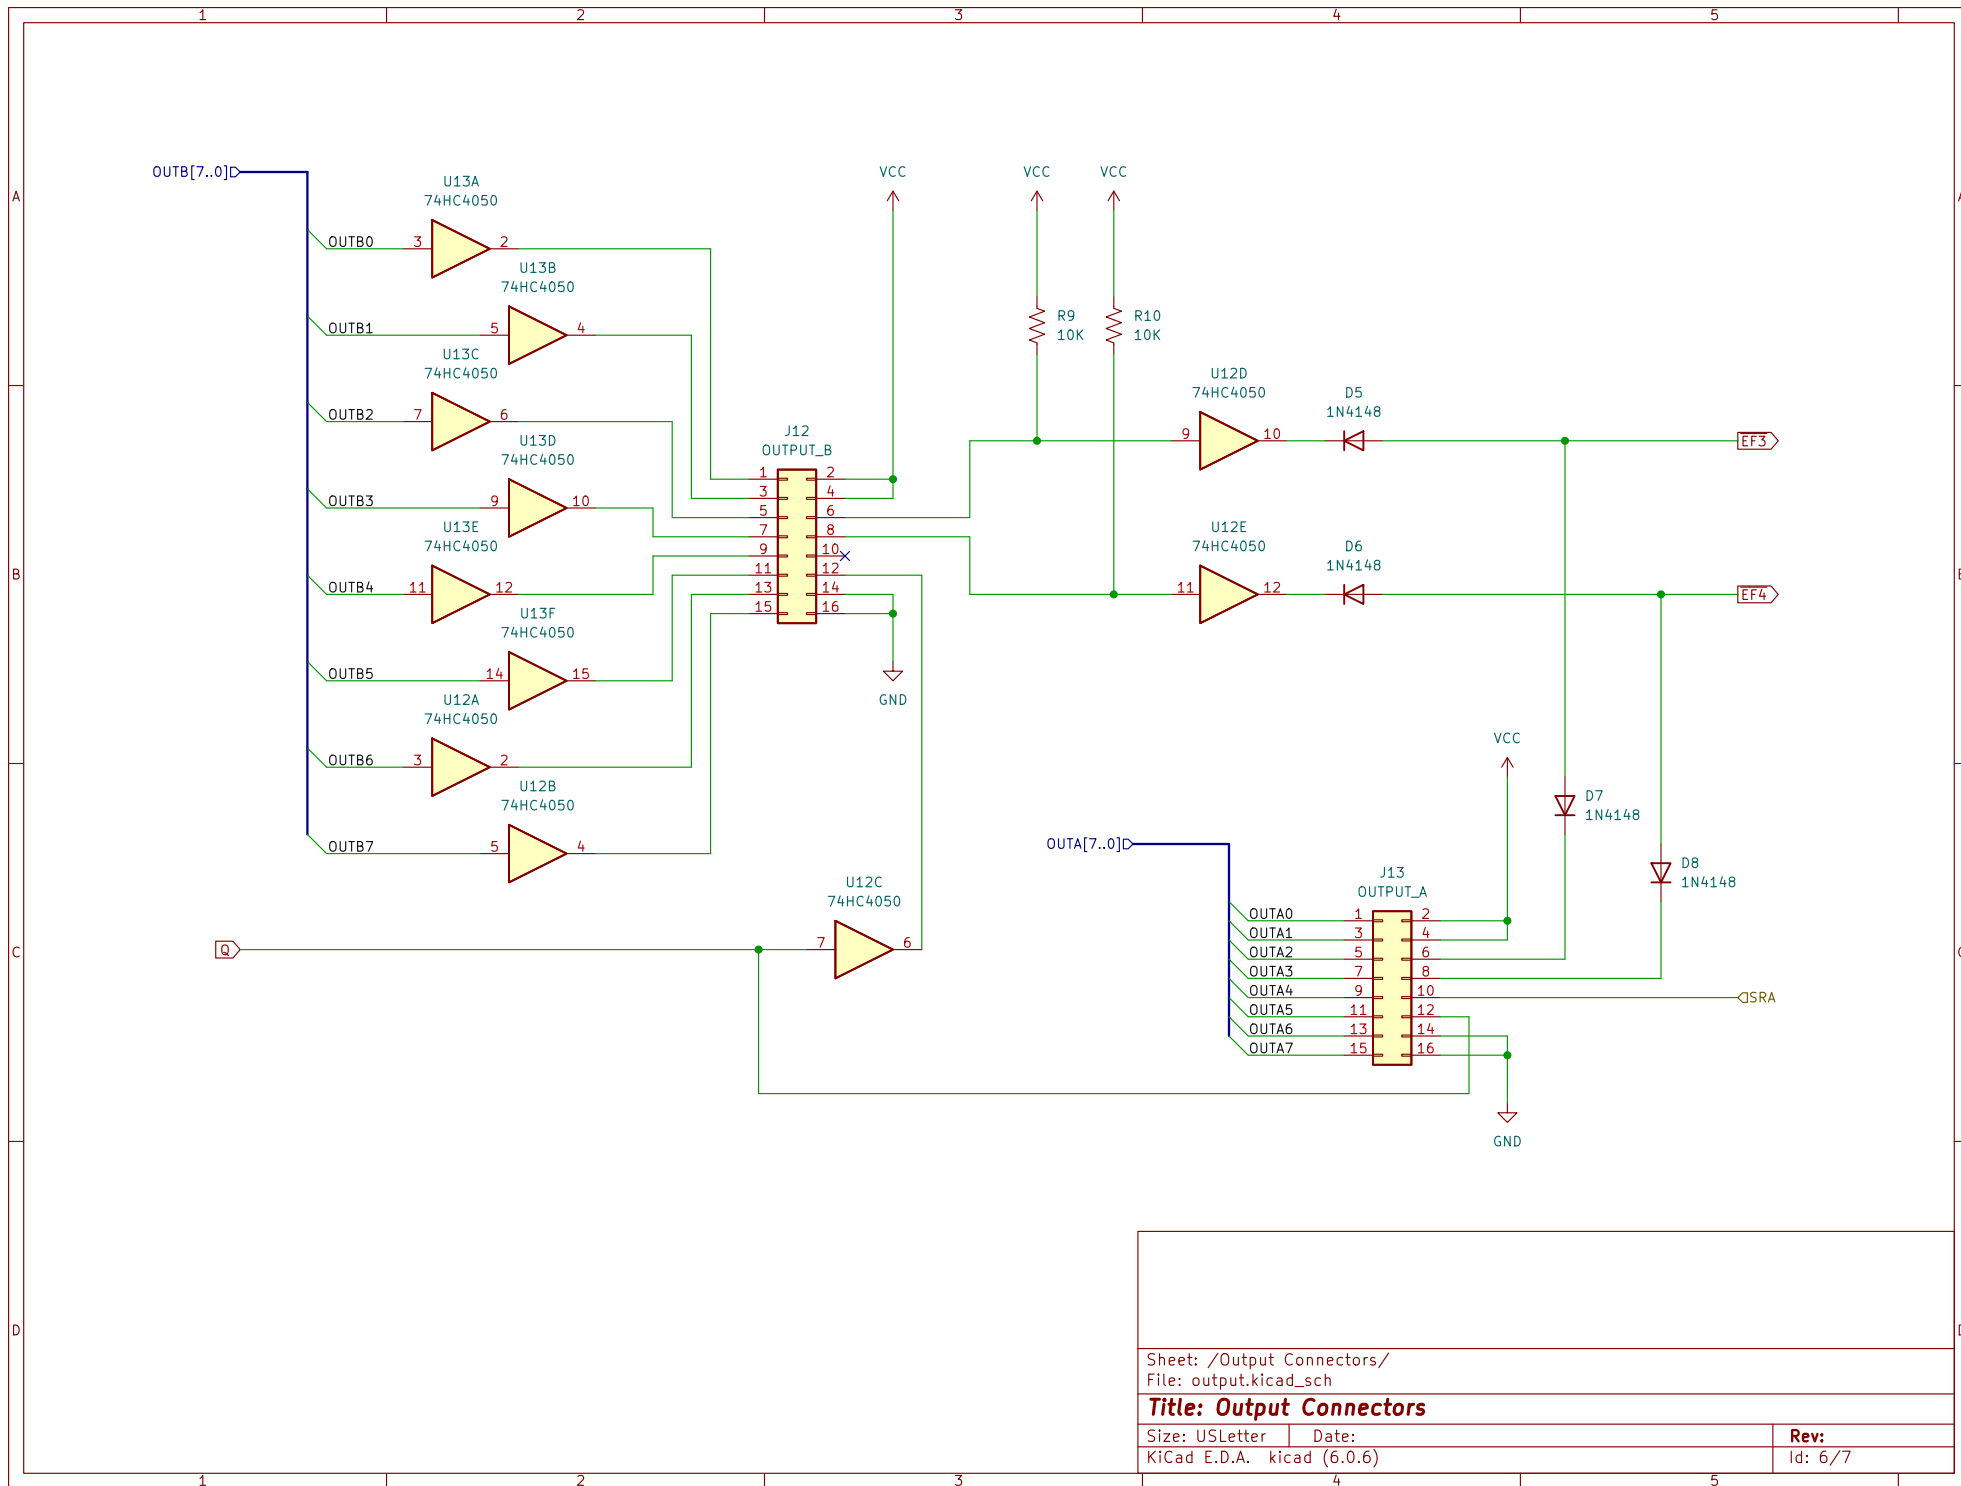 1 2 3 4 5
A
B
C
D
OUTB[7..0]
U13A
74HC4050
OUTB0 3 2
U13B
74HC4050
OUTB1 5 4
U13C
74HC4050
OUTB2 7 6
U13D
74HC4050
OUTB3 9 10
U13E
74HC4050
OUTB4 11 12
U13F
74HC4050
OUTB5 14 15
U12A
74HC4050
OUTB6 3 2
U12B
74HC4050
OUTB7 5 4
J12
OUTPUT_B
1 2
3 4
5 6
7 8
9 10
11 12
13 14
15 16
VCC
GND
VCC
VCC
R9
10K
R10
10K
U12D
74HC4050
9 10
D5
1N4148
EF3
U12E
74HC4050
11 12
D6
1N4148
EF4
VCC
D7
1N4148
D8
1N4148
OUTA[7..0]
J13
OUTPUT_A
OUTA0 1 2
OUTA1 3 4
OUTA2 5 6
OUTA3 7 8
OUTA4 9 10
OUTA5 11 12
OUTA6 13 14
OUTA7 15 16
SRA
GND
U12C
74HC4050
Q 7 6
Sheet: /Output Connectors/
File: output.kicad_sch
Title: Output Connectors
Size: USLetter Date: Rev:
KiCad E.D.A. kicad (6.0.6) Id: 6/7
1 2 3 4 5